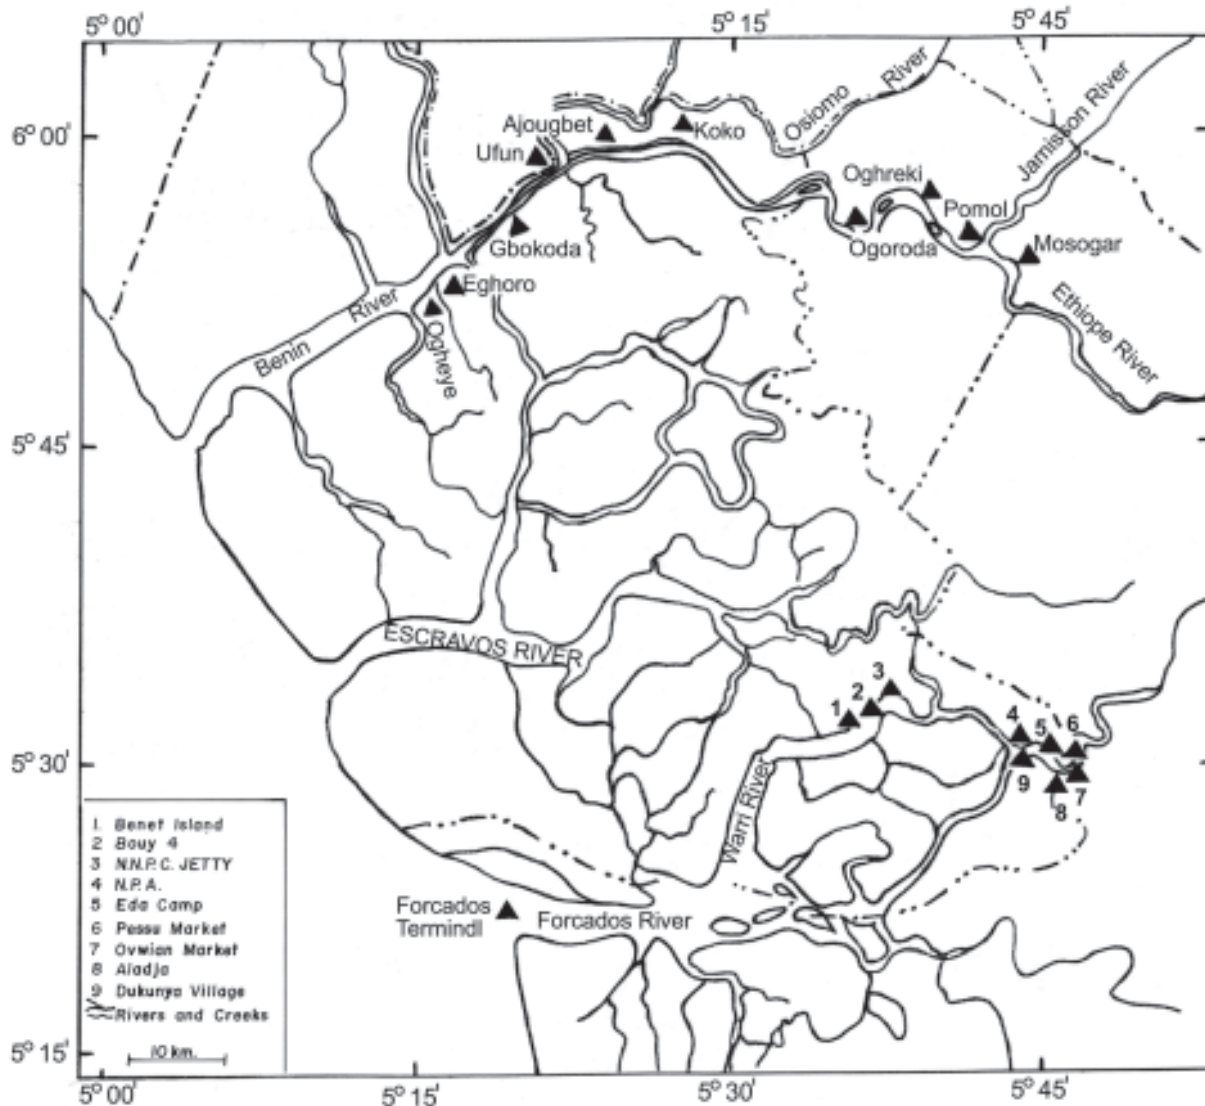 5° 00' 5° 15' 5° 45'
6° 00'
Osiomo River
Ajougbet
Koko
Ufun
Jamisson River
Oghreki
Pomol
Gbokoda
Ogoroda
Mosogar
Eghoro
Benin River
Ogheye
Ethiope River
5° 45'
ESCRAVOS RIVER
3
2
1
4 5 6
5° 30'
9 8 7
Warri River
1. Benet Island
2 Bouy 4
3 N.N.P.C. JETTY
4 N.P.A.
5 Eda Camp
6 Pessu Market
7 Ovwian Market
8 Aladja
9 Dukunya Village
Rivers and Creeks
10 km.
Forcados
Termindl
Forcados River
5° 15'
5° 00' 5° 15' 5° 30' 5° 45'